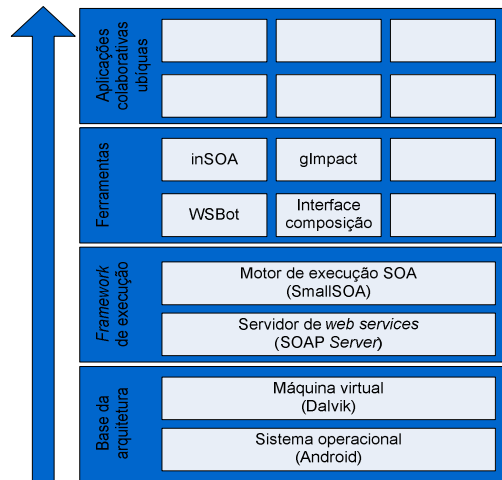 Aplicações
colaborativas
ubíquas
Ferramentas
inSOA
gImpact
WSBot
Interface
composição
Framework
de execução
Motor de execução SOA
(SmallSOA)
Servidor de web services
(SOAP Server)
Base da
arquitetura
Máquina virtual
(Dalvik)
Sistema operacional
(Android)